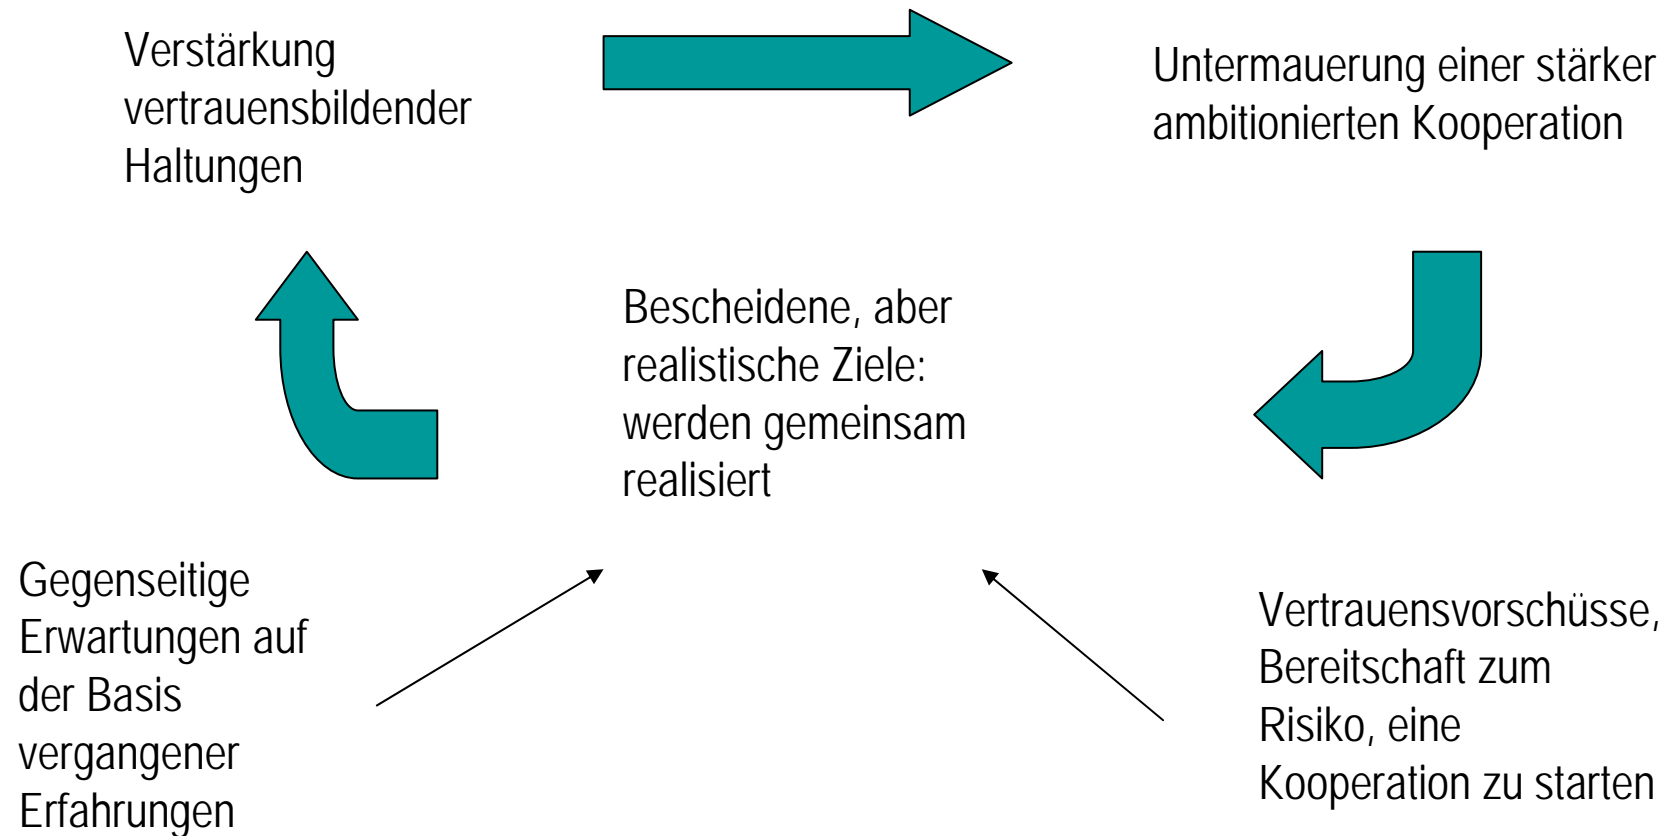 Verstärkung
vertrauensbildender
Haltungen
Untermauerung einer stärker
ambitionierten Kooperation
Bescheidene, aber
realistische Ziele:
werden gemeinsam
realisiert
Gegenseitige
Erwartungen auf
der Basis
vergangener
Erfahrungen
Vertrauensvorschüsse,
Bereitschaft zum
Risiko, eine
Kooperation zu starten